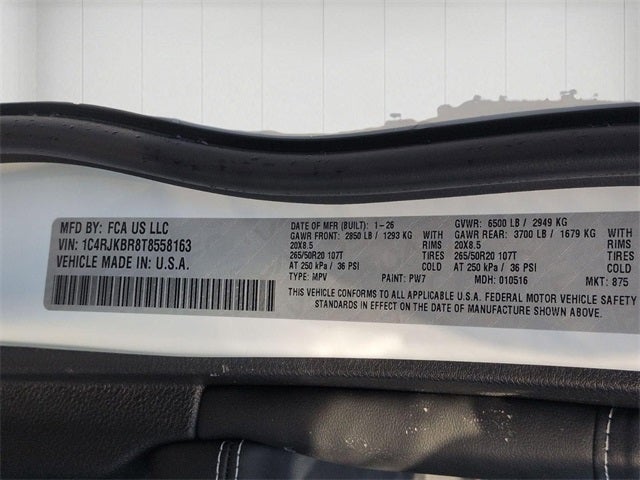 MFD BY: FCA US LLC
VIN: 1C4RJKBR8T8558163
VEHICLE MADE IN: U.S.A.
DATE OF MFR (BUILT): 1-26
GAWR FRONT: 2850 LB / 1293 KG WITH
20X8.5 RIMS
265/50R20 107T TIRES
AT 250 kPa / 36 PSI COLD
TYPE: MPV PAINT: PW7
GVWR: 6500 LB / 2949 KG
GAWR REAR: 3700 LB / 1679 KG WITH
20X8.5 RIMS
265/50R20 107T TIRES
AT 250 kPa / 36 PSI COLD
MDH: 010516 MKT: 875
THIS VEHICLE CONFORMS TO ALL APPLICABLE U.S.A. FEDERAL MOTOR VEHICLE SAFETY
STANDARDS IN EFFECT ON THE DATE OF MANUFACTURE SHOWN ABOVE.